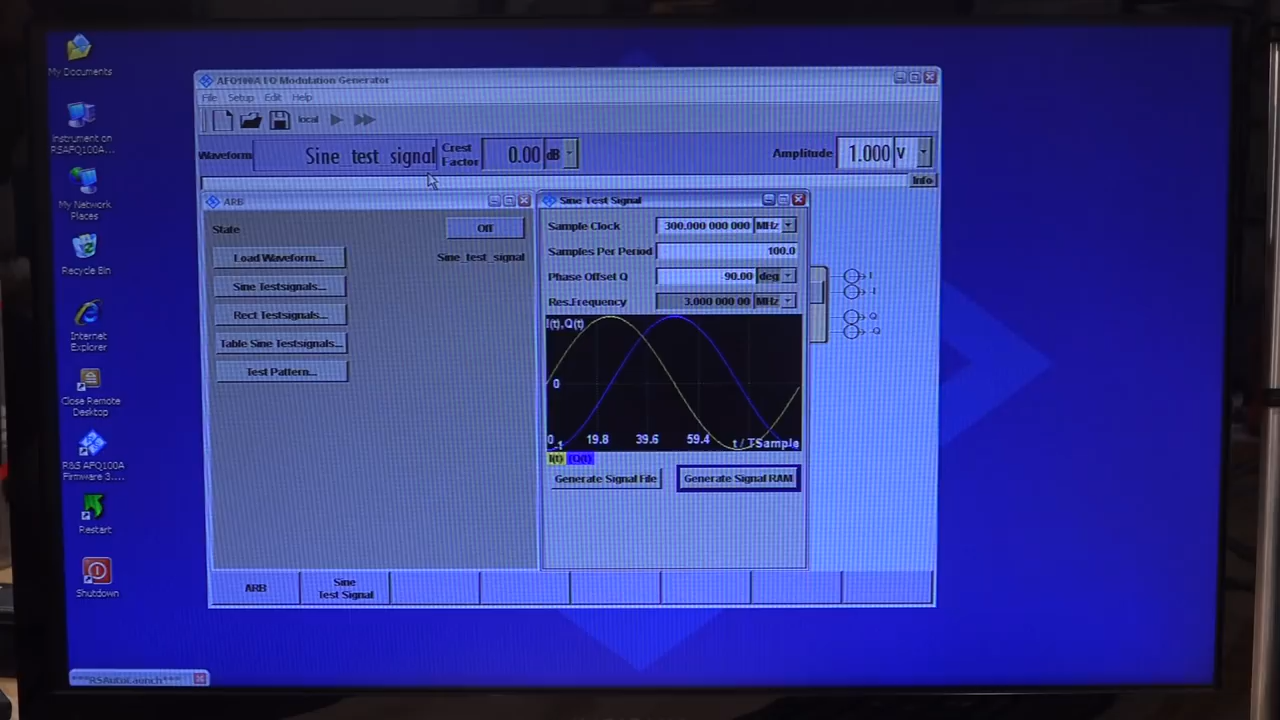 My Documents
Instrument on
RSAFQ100A...
My Network
Places
Recycle Bin
Internet
Explorer
Close Remote
Desktop
R&S AFQ100A
Firmware 3....
Restart
Shutdown
AFQ100A I/Q Modulation Generator
File Setup Edit Help
local
Waveform Sine_test_signal Crest Factor 0.00 dB Amplitude 1.000 V
Info
ARB
State Off
Load Waveform... Sine_test_signal
Sine Testsignals...
Rect Testsignals...
Table Sine Testsignals...
Test Pattern...
Sine Test Signal
Sample Clock 300.000 000 000 MHz
Samples Per Period 100.0
Phase Offset Q 90.00 deg
Res.Frequency 3.000 000 00 MHz
I(t),Q(t)
0
-1
0 19.8 39.6 59.4 t / TSample
I(t) Q(t)
Generate Signal File Generate Signal RAM
I
-I
Q
-Q
ARB
Sine
Test Signal
***RSAutoLaunch***